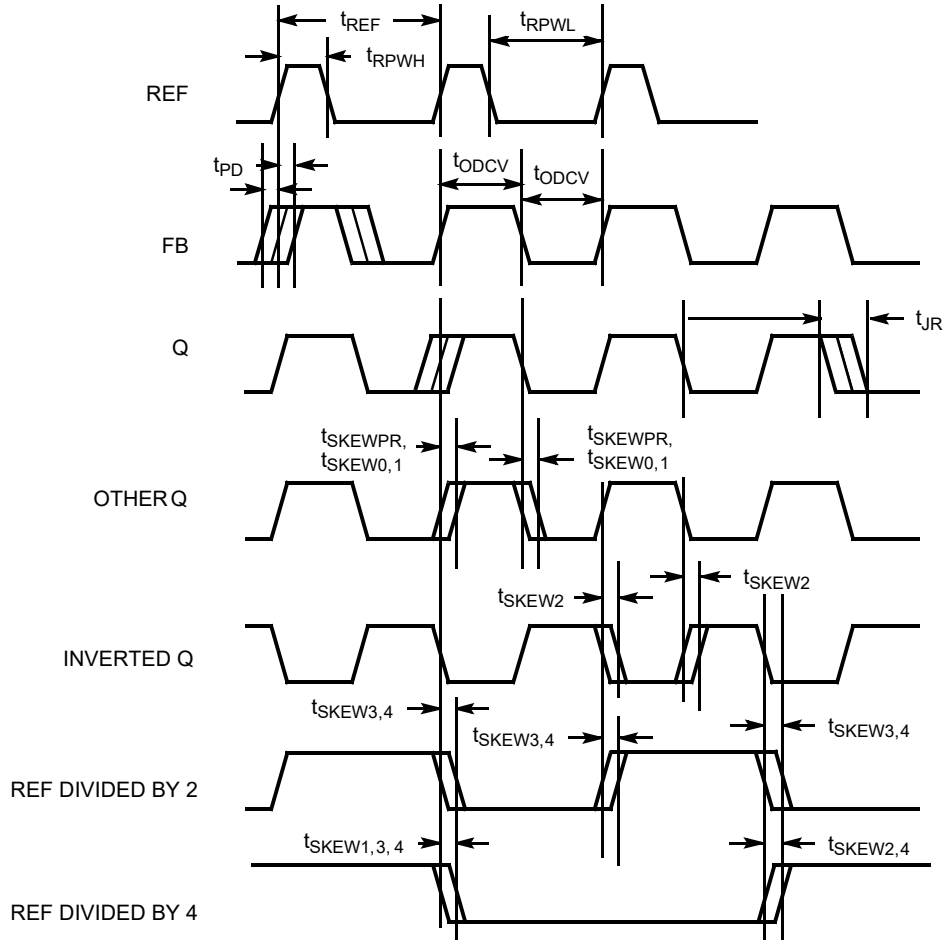 tREF
tRPWL
tRPWH
REF
tPD
tODCV
tODCV
FB
Q
tJR
tSKEWPR,
tSKEW0,1
tSKEWPR,
tSKEW0,1
OTHER Q
tSKEW2
tSKEW2
INVERTED Q
tSKEW3,4
tSKEW3,4
tSKEW3,4
REF DIVIDED BY 2
tSKEW1,3,4
tSKEW2,4
REF DIVIDED BY 4